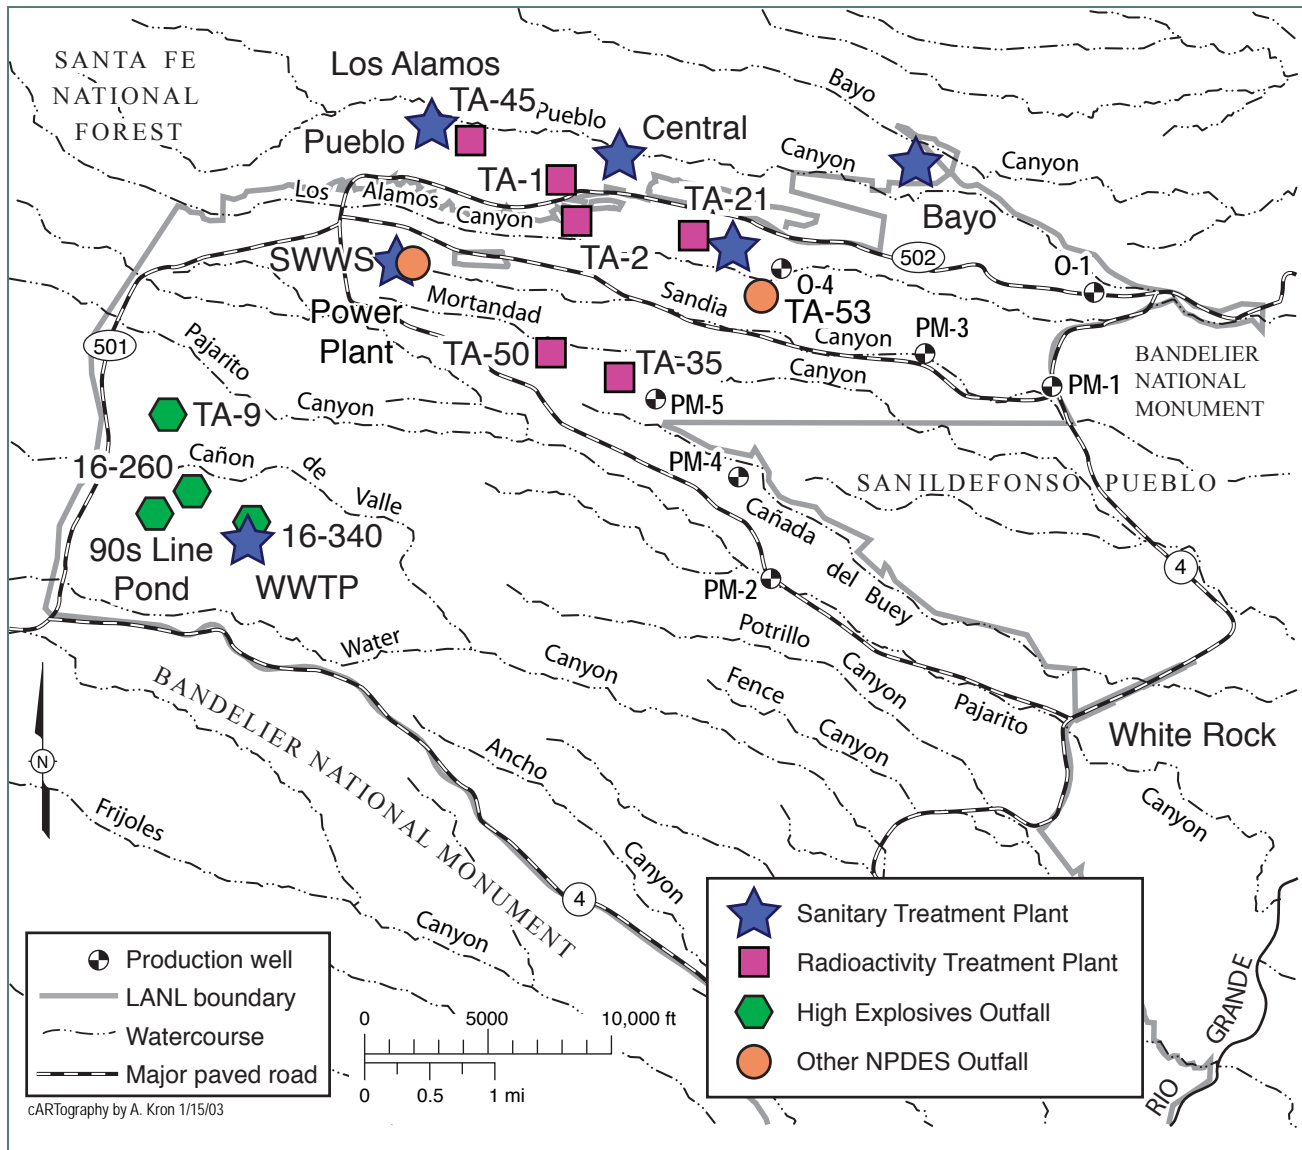 SANTA FE
NATIONAL
FOREST
Los Alamos
TA-45
Pueblo
Pueblo
Central
Bayo
Canyon
Canyon
Bayo
TA-1
Los
Alamos
Canyon
TA-2
TA-21
502
O-1
SWWS
Power
Plant
Mortandad
Sandia
O-4
TA-53
Canyon
Canyon
PM-3
501
Pajarito
Canyon
TA-50
TA-35
PM-5
PM-1
BANDELIER
NATIONAL
MONUMENT
TA-9
16-260
Cañon
de
Valle
PM-4
SAN ILDEFONSO PUEBLO
90s Line
Pond
16-340
WWTP
Cañada
del
Buey
PM-2
4
Water
Canyon
Potrillo
Canyon
Fence
Canyon
Pajarito
White Rock
Canyon
BANDELIER NATIONAL MONUMENT
N
Ancho
Canyon
Frijoles
Canyon
4
RIO
GRANDE
Production well
LANL boundary
Watercourse
Major paved road
cARTography by A. Kron 1/15/03
0 5000 10,000 ft
0 0.5 1 mi
Sanitary Treatment Plant
Radioactivity Treatment Plant
High Explosives Outfall
Other NPDES Outfall